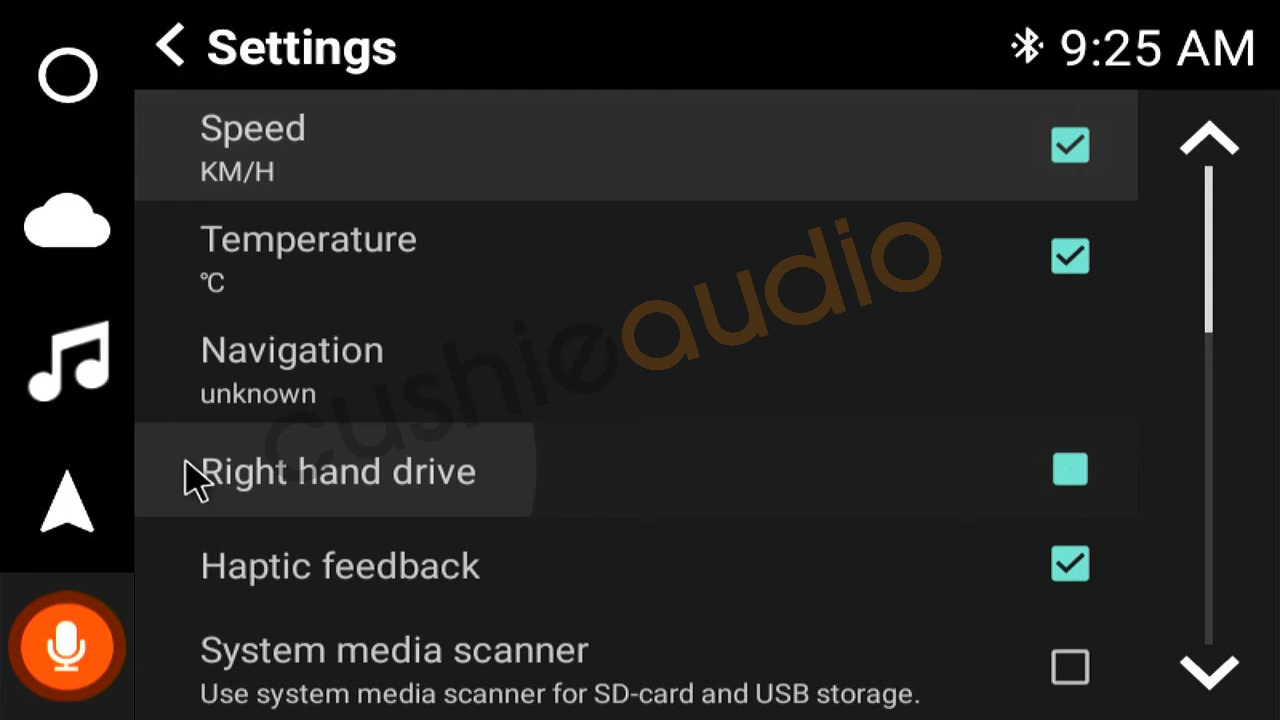 Settings
9:25 AM
Speed
KM/H
Temperature
°C
Navigation
unknown
Right hand drive
Haptic feedback
System media scanner
Use system media scanner for SD-card and USB storage.
cushieaudio